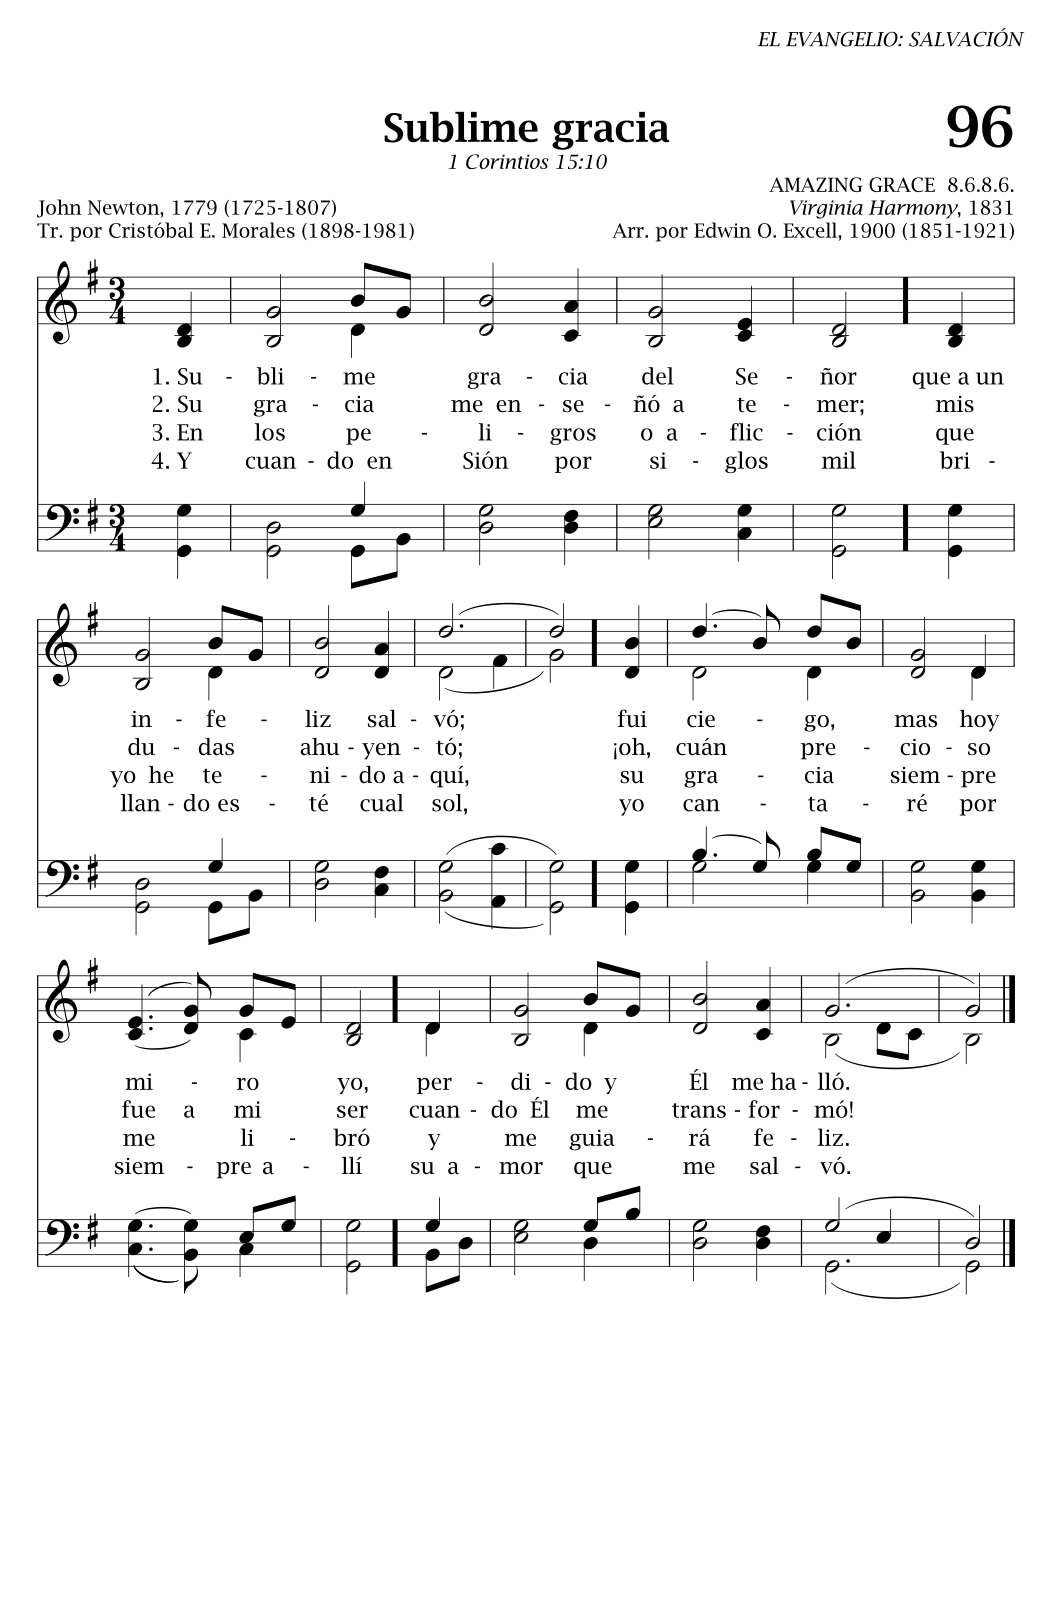 EL EVANGELIO: SALVACIÓN
Sublime gracia
96
1 Corintios 15:10
AMAZING GRACE 8.6.8.6.
John Newton, 1779 (1725-1807)
Virginia Harmony, 1831
Tr. por Cristóbal E. Morales (1898-1981)
Arr. por Edwin O. Excell, 1900 (1851-1921)
1. Su - bli - me gra - cia del Se - ñor que a un
2. Su gra - cia me en - se - ñó a te - mer; mis
3. En los pe - li - gros o a - flic - ción que
4. Y cuan - do en Sión por si - glos mil bri -
in - fe - liz sal - vó; fui cie - go, mas hoy
du - das ahu - yen - tó; ¡oh, cuán pre - cio - so
yo he te - ni - do a - quí, su gra - cia siem - pre
llan - do es - té cual sol, yo can - ta - ré por
mi - ro yo, per - di - do y Él me ha - lló.
fue a mi ser cuan - do Él me trans - for - mó!
me li - bró y me guia - rá fe - liz.
siem - pre a - llí su a - mor que me sal - vó.